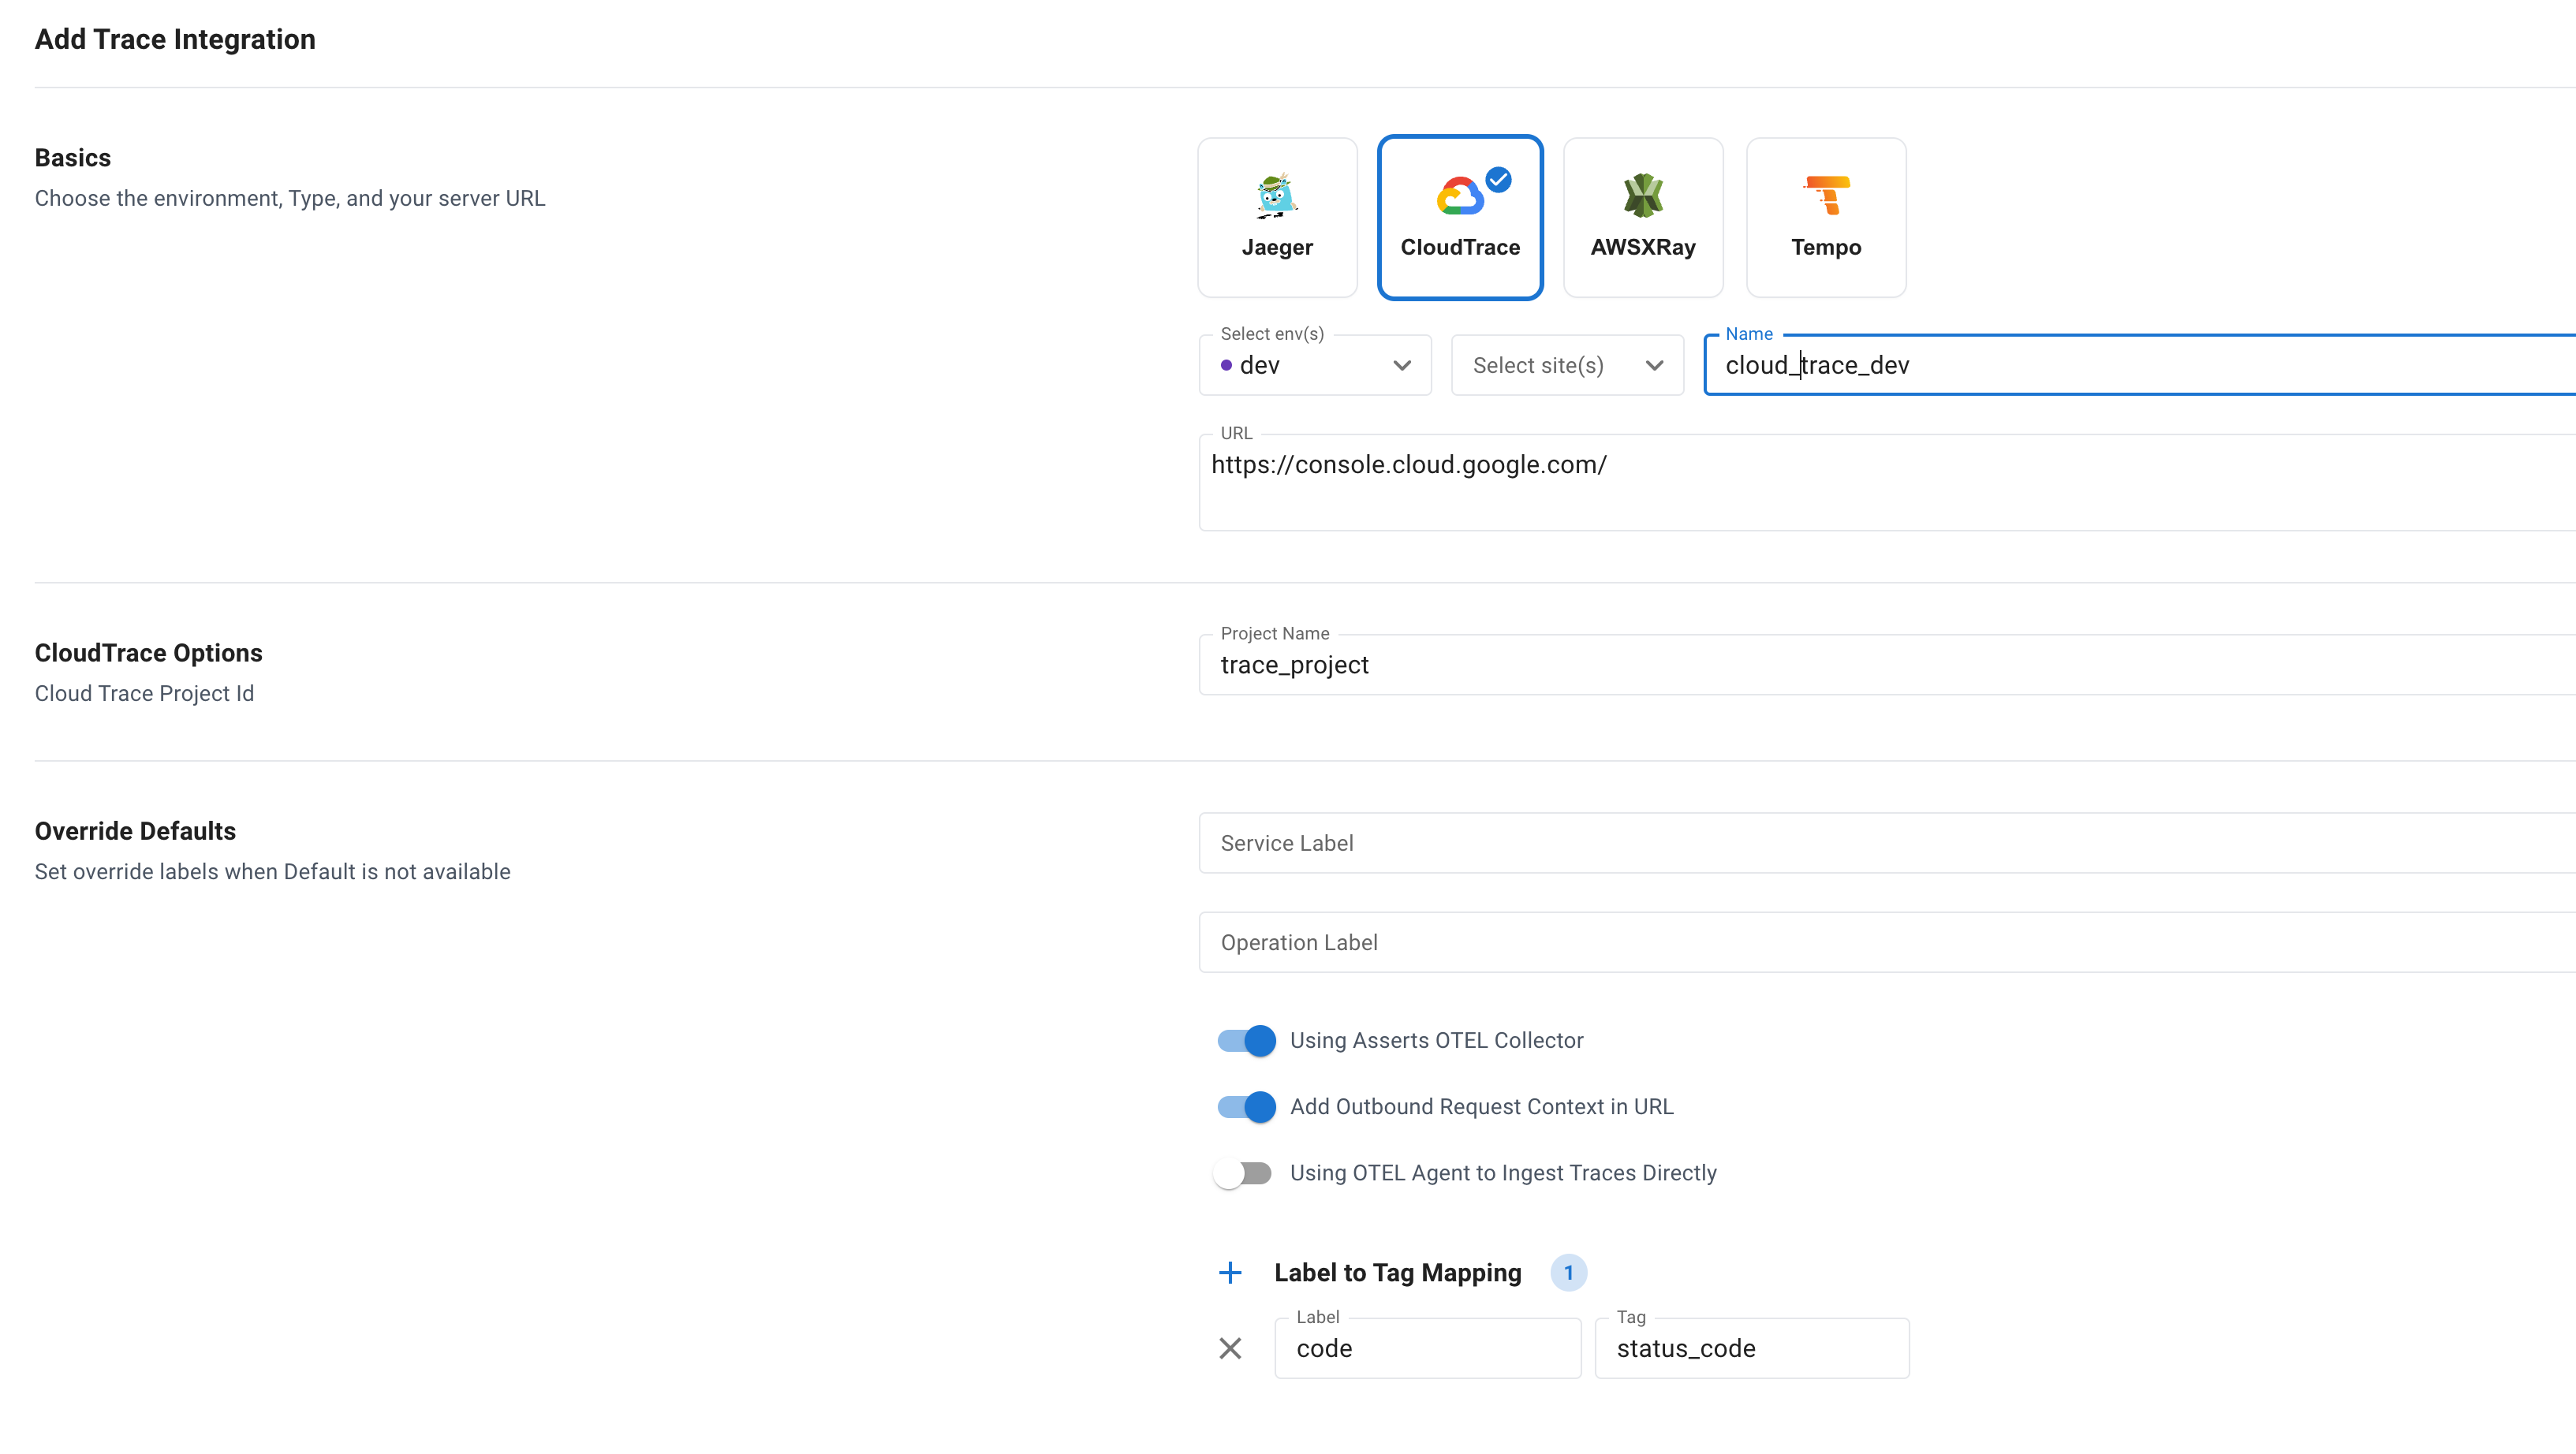 Add Trace Integration
Basics
Choose the environment, Type, and your server URL
Jaeger
CloudTrace
AWSXRay
Tempo
Select env(s)
dev
Select site(s)
Name
cloud_trace_dev
URL
https://console.cloud.google.com/
CloudTrace Options
Cloud Trace Project Id
Project Name
trace_project
Override Defaults
Set override labels when Default is not available
Service Label
Operation Label
Using Asserts OTEL Collector
Add Outbound Request Context in URL
Using OTEL Agent to Ingest Traces Directly
Label to Tag Mapping 1
Label
code
Tag
status_code